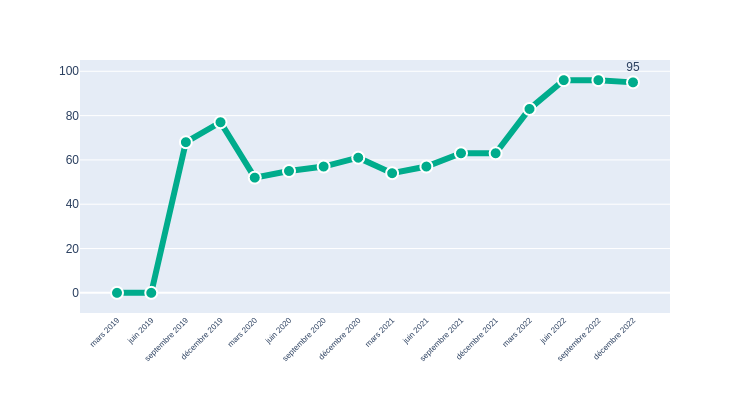 95
100
80
60
40
20
0
mars 2019
juin 2019
septembre 2019
décembre 2019
mars 2020
juin 2020
septembre 2020
décembre 2020
mars 2021
juin 2021
septembre 2021
décembre 2021
mars 2022
juin 2022
septembre 2022
décembre 2022